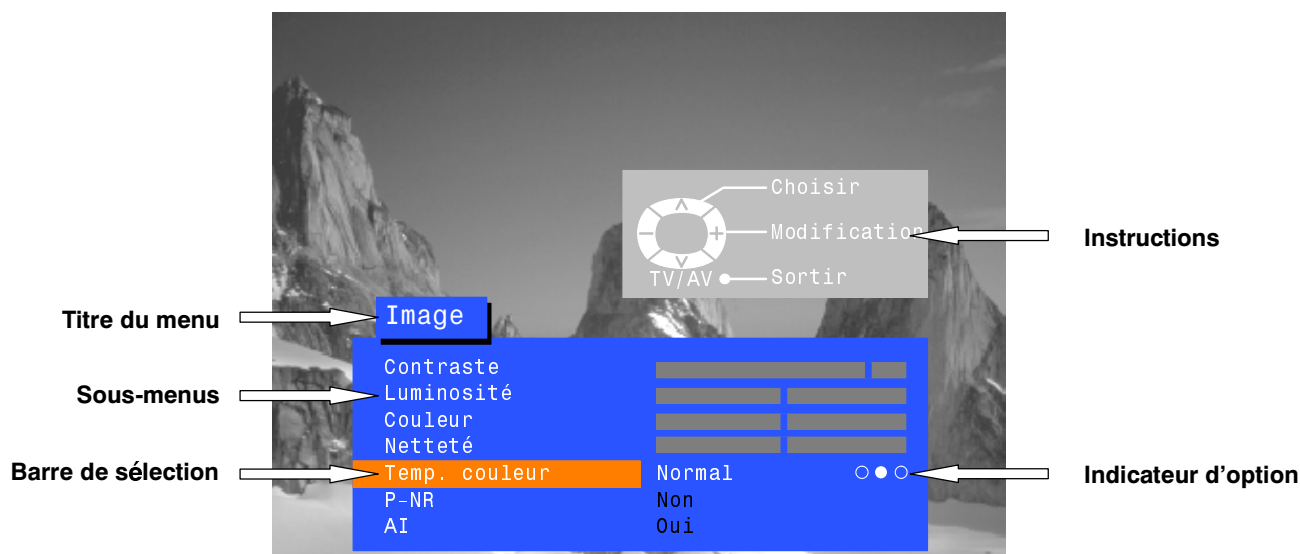 Choisir
Modification
TV/AV Sortir
Instructions
Titre du menu
Image
Contraste
Sous-menus
Luminosité
Couleur
Netteté
Barre de sélection
Temp. couleur Normal
Indicateur d'option
P-NR Non
AI Oui